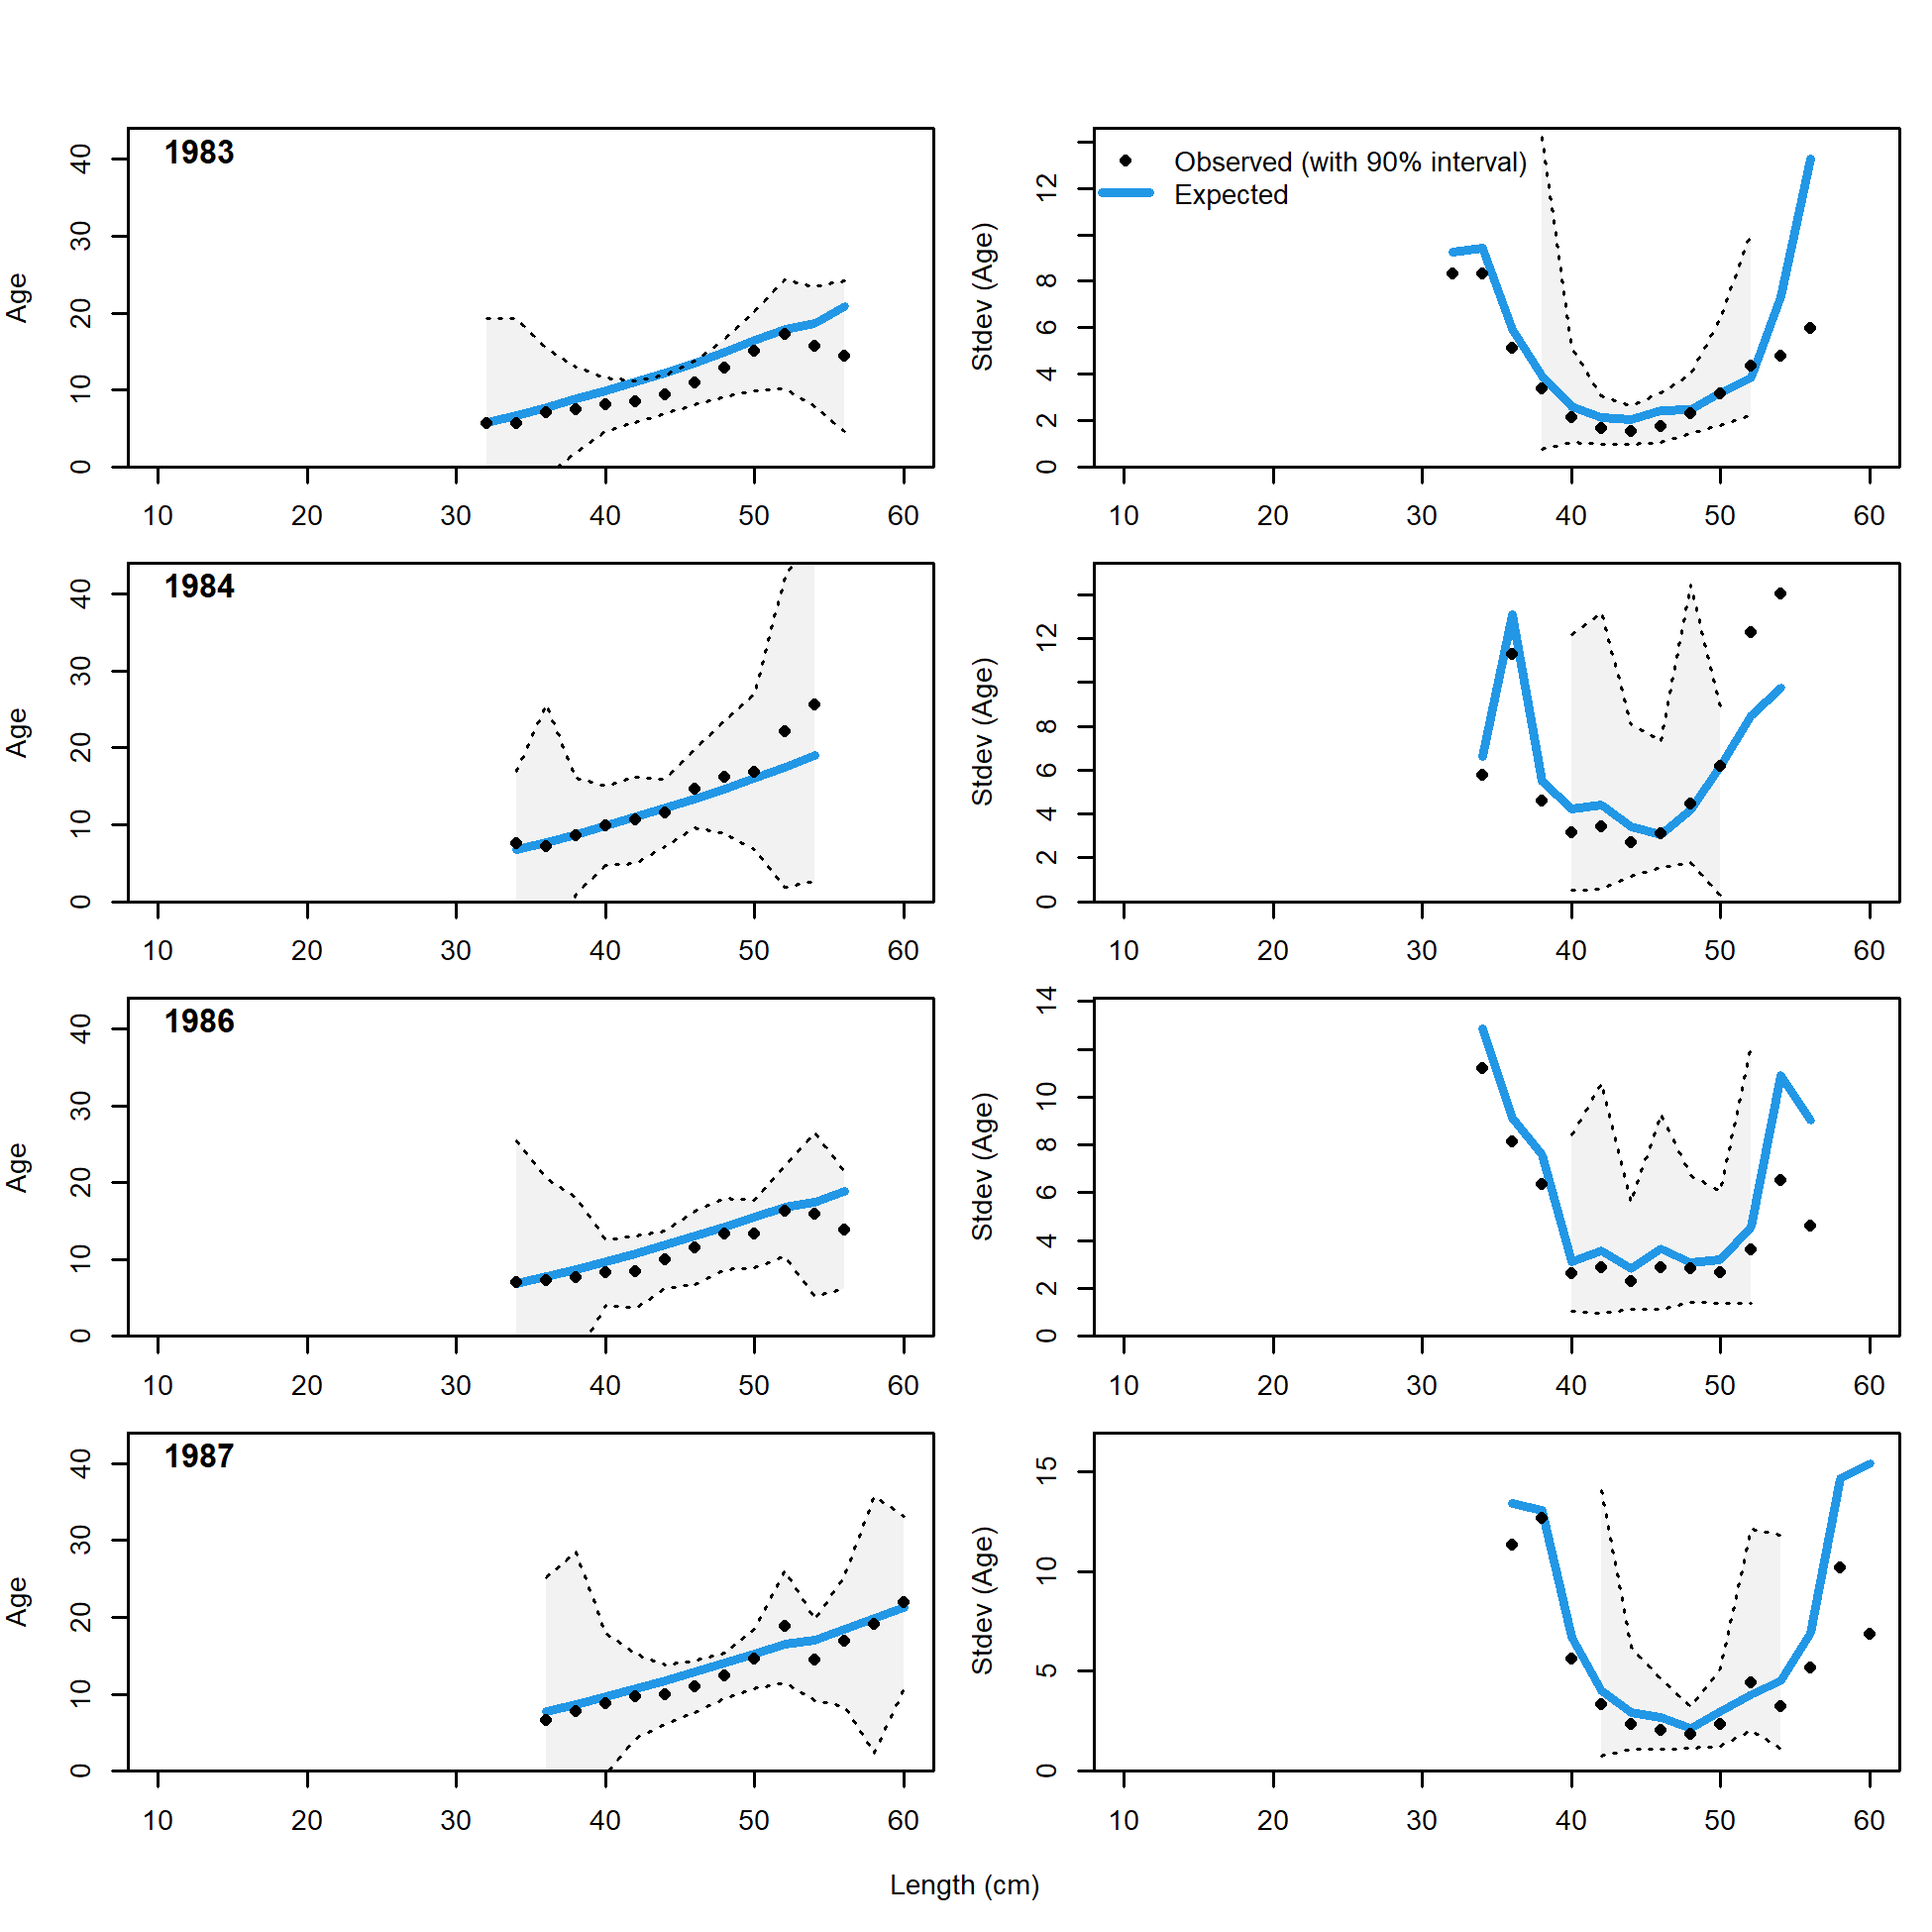 1983
Age
0 10 20 30 40
10 20 30 40 50 60
Observed (with 90% interval)
Expected
Stdev (Age)
0 2 4 6 8 12
10 20 30 40 50 60
1984
Age
0 10 20 30 40
10 20 30 40 50 60
Stdev (Age)
0 2 4 6 8 12
10 20 30 40 50 60
1986
Age
0 10 20 30 40
10 20 30 40 50 60
Stdev (Age)
0 2 4 6 8 10 14
10 20 30 40 50 60
1987
Age
0 10 20 30 40
10 20 30 40 50 60
Stdev (Age)
0 5 10 15
10 20 30 40 50 60
Length (cm)